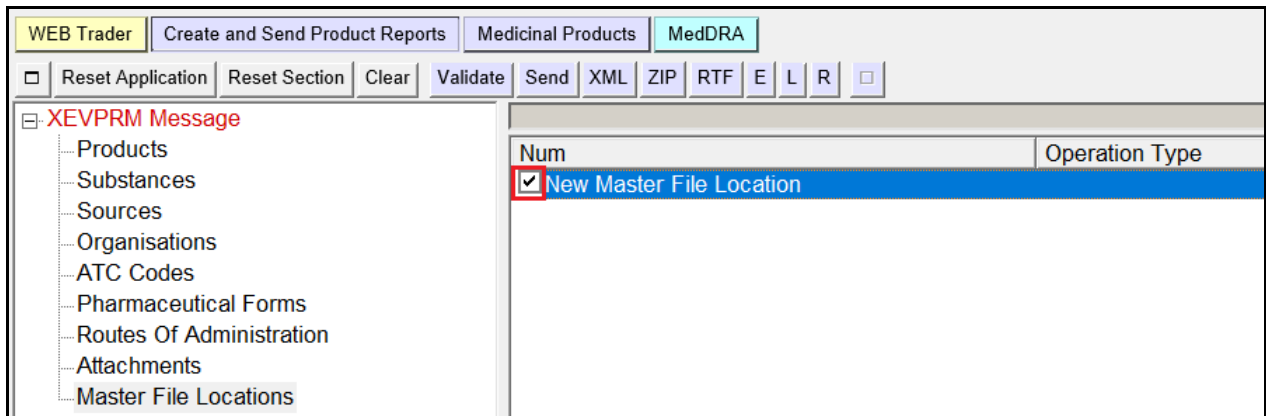 WEB Trader Create and Send Product Reports Medicinal Products MedDRA
Reset Application Reset Section Clear Validate Send XML ZIP RTF E L R
XEVPRM Message
Products
Substances
Sources
Organisations
ATC Codes
Pharmaceutical Forms
Routes Of Administration
Attachments
Master File Locations
Num Operation Type
New Master File Location